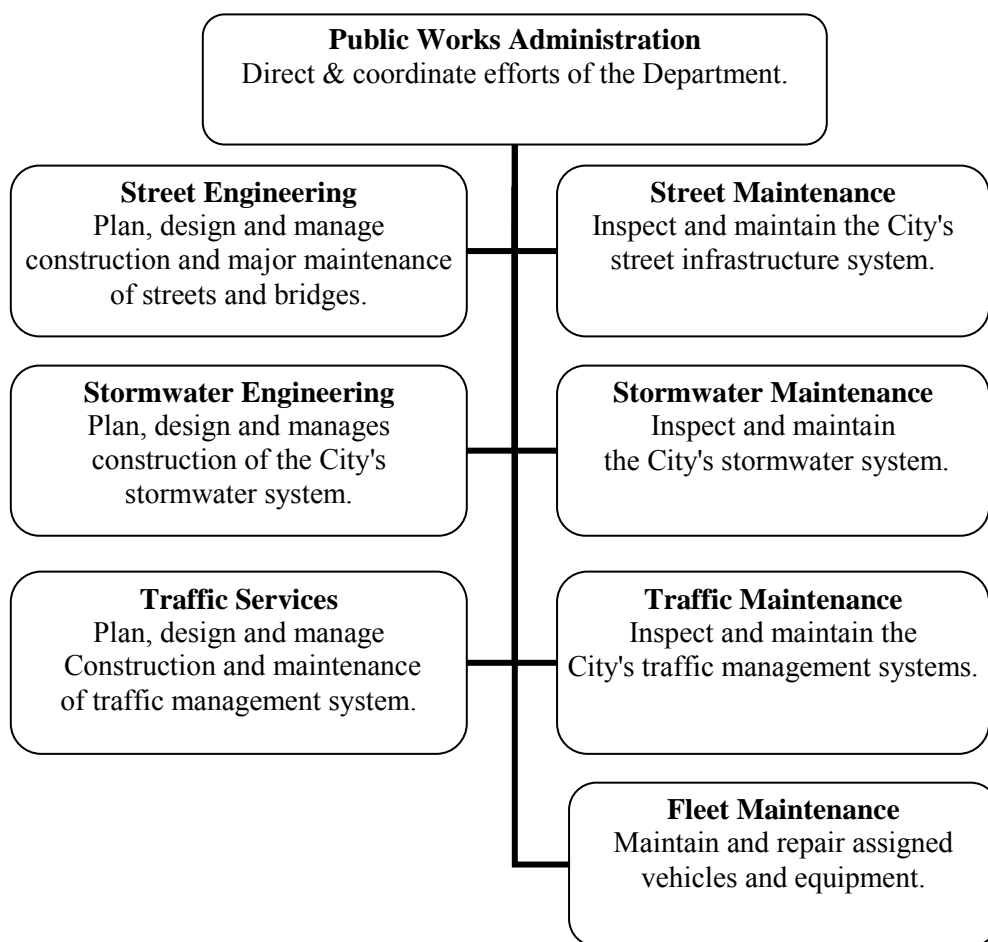 Public Works Administration
Direct & coordinate efforts of the Department.
Street Engineering
Plan, design and manage
construction and major maintenance
of streets and bridges.
Street Maintenance
Inspect and maintain the City's
street infrastructure system.
Stormwater Engineering
Plan, design and manages
construction of the City's
stormwater system.
Stormwater Maintenance
Inspect and maintain
the City's stormwater system.
Traffic Services
Plan, design and manage
Construction and maintenance
of traffic management system.
Traffic Maintenance
Inspect and maintain the
City's traffic management systems.
Fleet Maintenance
Maintain and repair assigned
vehicles and equipment.